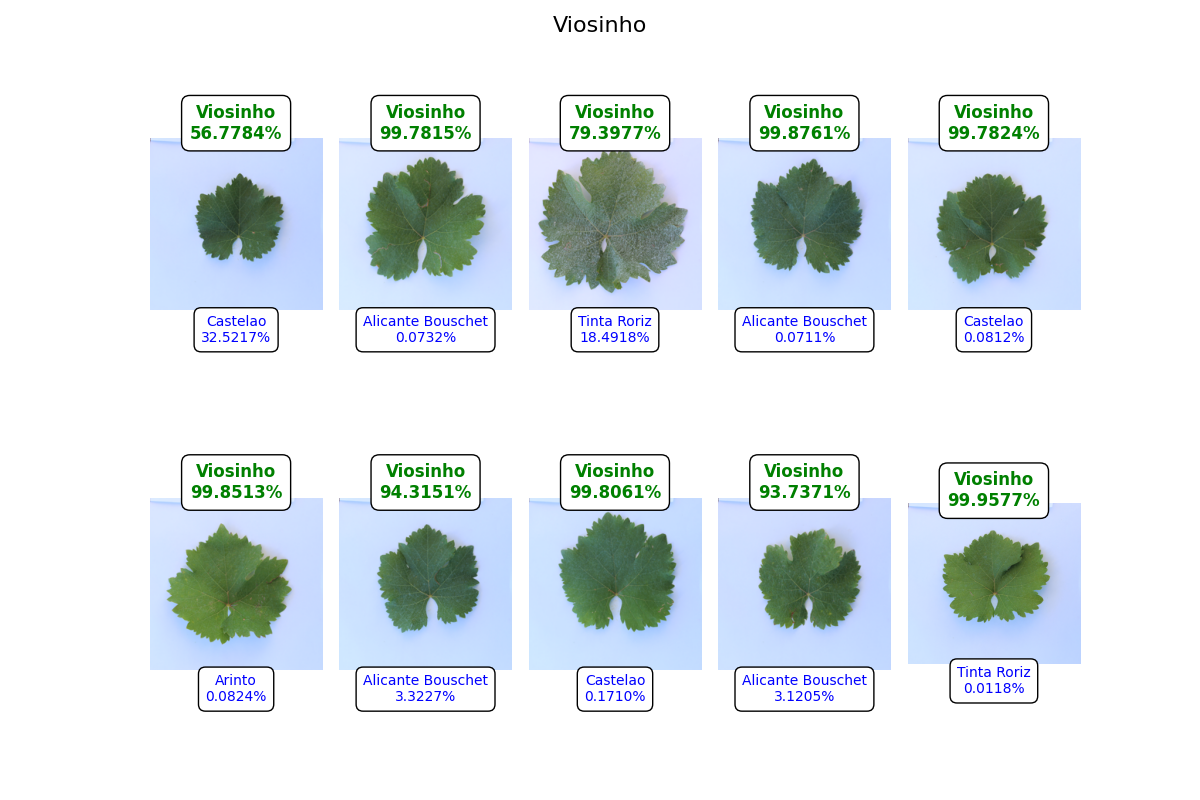 Viosinho
Viosinho
56.7784%
Viosinho
99.7815%
Viosinho
79.3977%
Viosinho
99.8761%
Viosinho
99.7824%
Castelao
32.5217%
Alicante Bouschet
0.0732%
Tinta Roriz
18.4918%
Alicante Bouschet
0.0711%
Castelao
0.0812%
Viosinho
99.8513%
Viosinho
94.3151%
Viosinho
99.8061%
Viosinho
93.7371%
Viosinho
99.9577%
Arinto
0.0824%
Alicante Bouschet
3.3227%
Castelao
0.1710%
Alicante Bouschet
3.1205%
Tinta Roriz
0.0118%